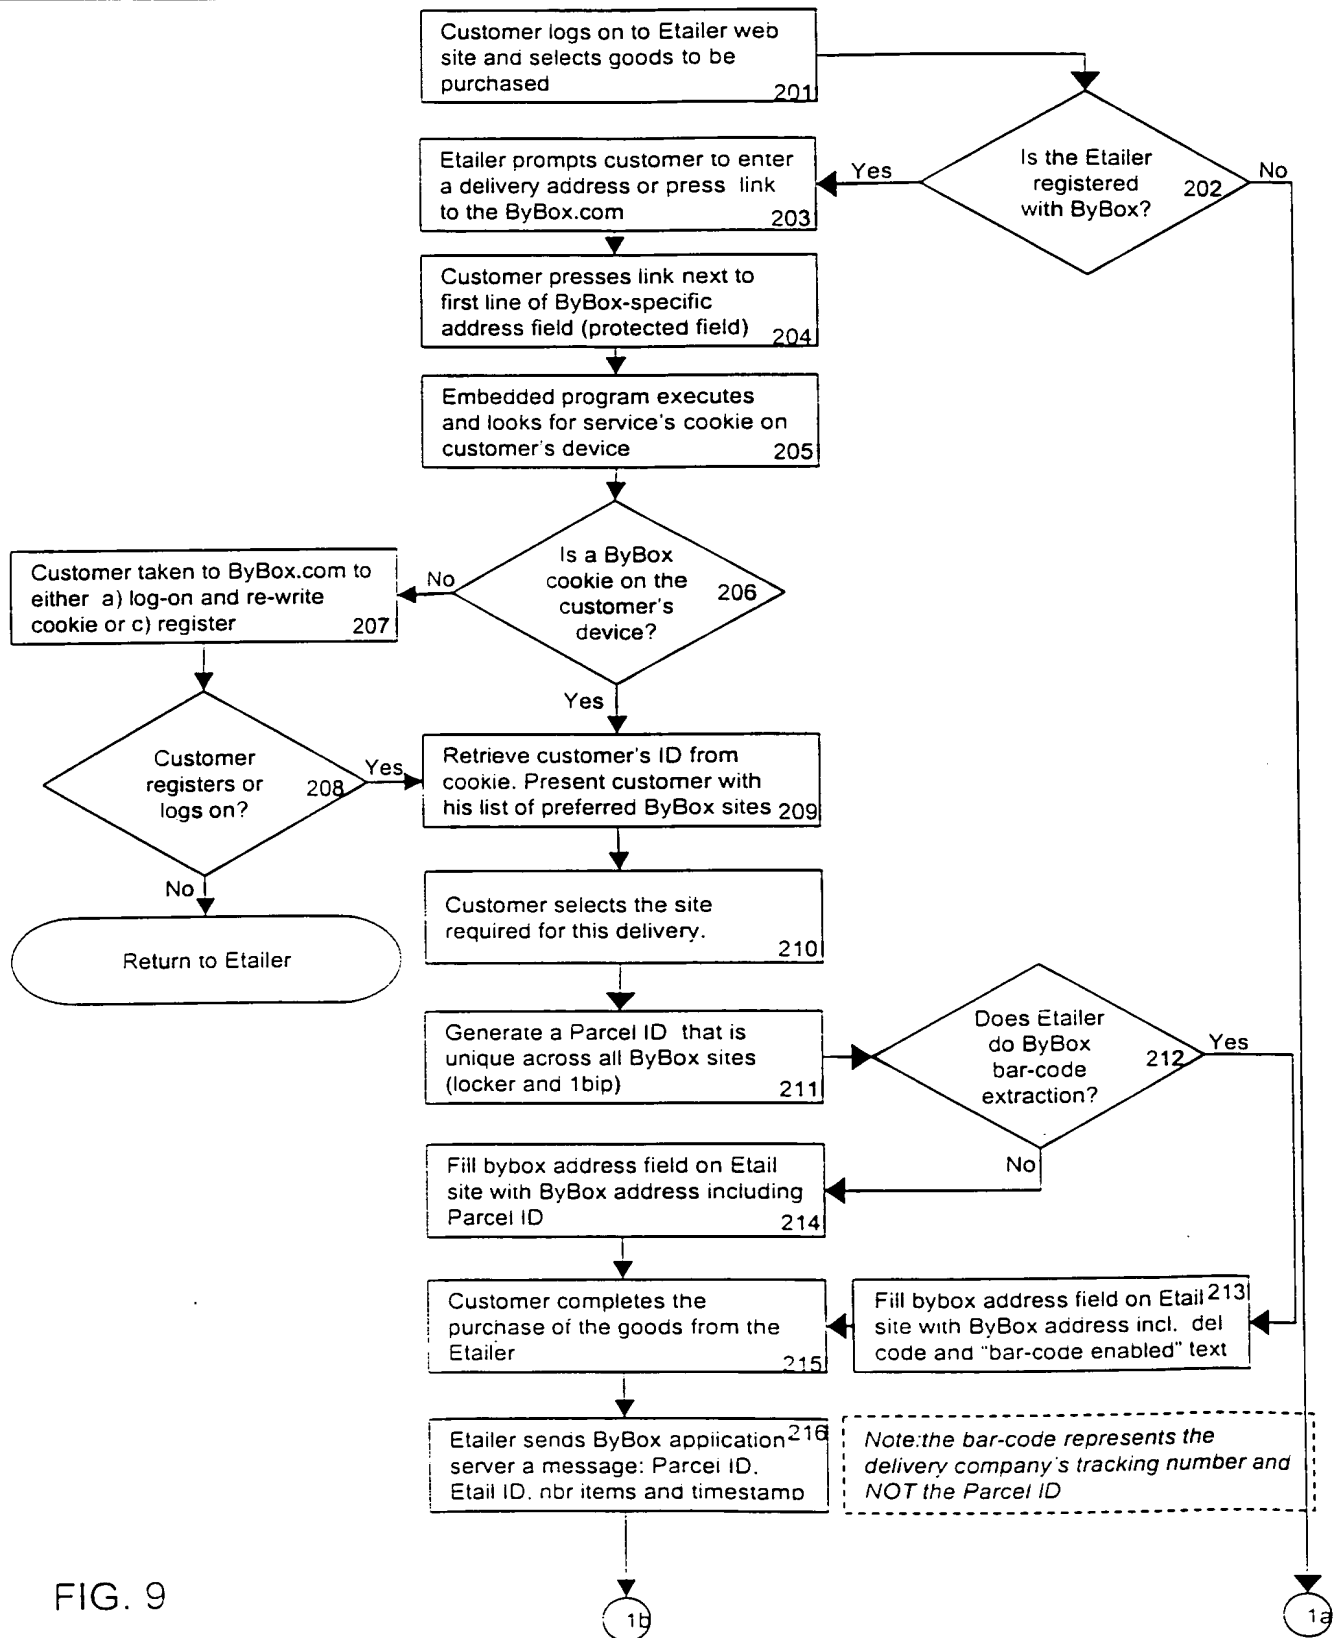 Customer logs on to Etailer web
site and selects goods to be
purchased
201
Is the Etailer
registered
with ByBox?
202
Yes
No
Etailer prompts customer to enter
a delivery address or press link
to the ByBox.com
203
Customer presses link next to
first line of ByBox-specific
address field (protected field)
204
Embedded program executes
and looks for service's cookie on
customer's device
205
Is a ByBox
cookie on the
customer's
device?
206
No
Yes
Customer taken to ByBox.com to
either a) log-on and re-write
cookie or c) register
207
Customer
registers or
logs on?
208
Yes
No
Return to Etailer
Retrieve customer's ID from
cookie. Present customer with
his list of preferred ByBox sites
209
Customer selects the site
required for this delivery.
210
Generate a Parcel ID that is
unique across all ByBox sites
(locker and 1bip)
211
Does Etailer
do ByBox
bar-code
extraction?
212
Yes
No
Fill bybox address field on Etail
site with ByBox address including
Parcel ID
214
Customer completes the
purchase of the goods from the
Etailer
215
Fill bybox address field on Etail
site with ByBox address incl. del
code and "bar-code enabled" text
213
Etailer sends ByBox application
server a message: Parcel ID,
Etail ID, nbr items and timestamp
216
Note:the bar-code represents the
delivery company's tracking number and
NOT the Parcel ID
FIG. 9
1b
1a